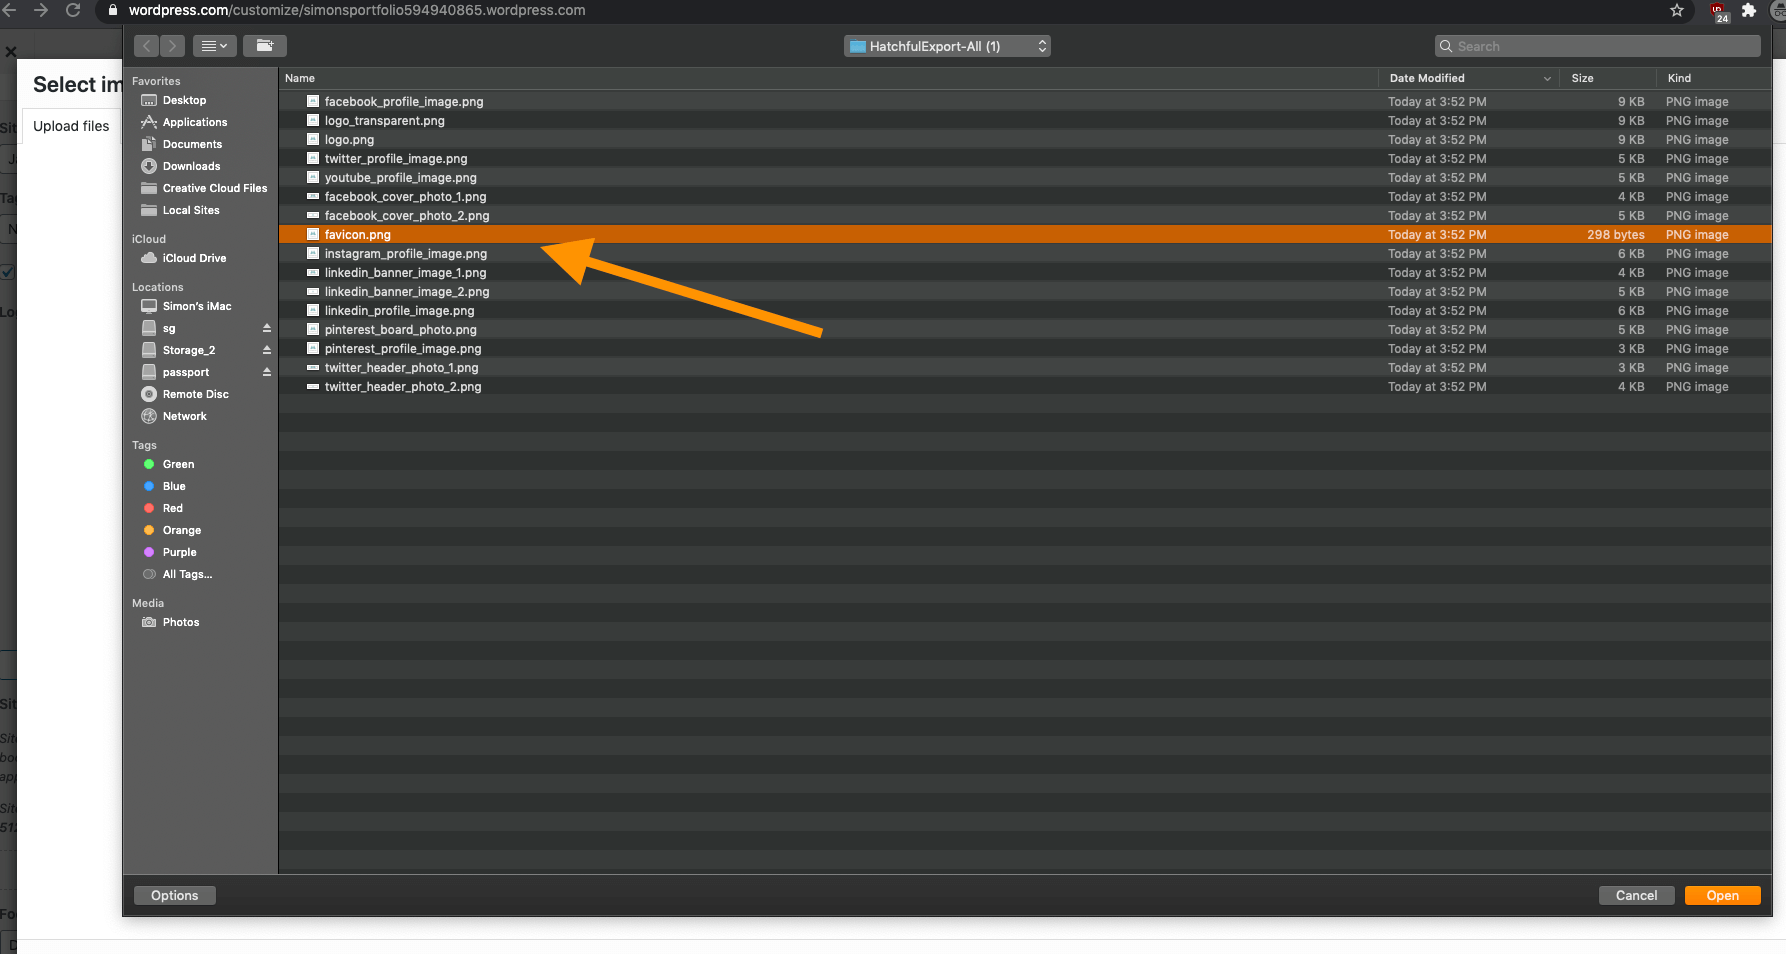 wordpress.com/customize/simonsportfolio594940865.wordpress.com
24
HatchfulExport-All (1)
Search
Select im
Upload files
Favorites
Desktop
Applications
Documents
Downloads
Creative Cloud Files
Local Sites
iCloud
iCloud Drive
Locations
Simon's iMac
sg
Storage_2
passport
Remote Disc
Network
Tags
Green
Blue
Red
Orange
Purple
All Tags...
Media
Photos
Name Date Modified Size Kind
facebook_profile_image.png Today at 3:52 PM 9 KB PNG image
logo_transparent.png Today at 3:52 PM 9 KB PNG image
logo.png Today at 3:52 PM 9 KB PNG image
twitter_profile_image.png Today at 3:52 PM 5 KB PNG image
youtube_profile_image.png Today at 3:52 PM 5 KB PNG image
facebook_cover_photo_1.png Today at 3:52 PM 4 KB PNG image
facebook_cover_photo_2.png Today at 3:52 PM 5 KB PNG image
favicon.png Today at 3:52 PM 298 bytes PNG image
instagram_profile_image.png Today at 3:52 PM 6 KB PNG image
linkedin_banner_image_1.png Today at 3:52 PM 4 KB PNG image
linkedin_banner_image_2.png Today at 3:52 PM 5 KB PNG image
linkedin_profile_image.png Today at 3:52 PM 6 KB PNG image
pinterest_board_photo.png Today at 3:52 PM 5 KB PNG image
pinterest_profile_image.png Today at 3:52 PM 3 KB PNG image
twitter_header_photo_1.png Today at 3:52 PM 3 KB PNG image
twitter_header_photo_2.png Today at 3:52 PM 4 KB PNG image
Options
Cancel
Open